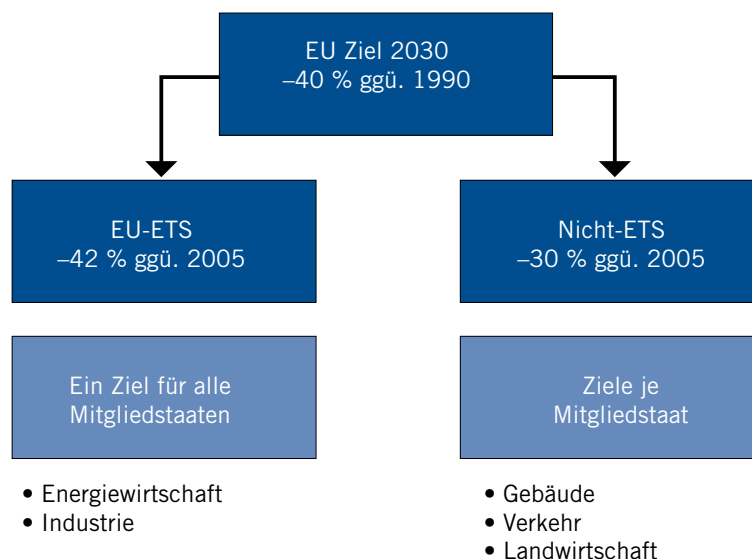 EU Ziel 2030
–40 % ggü. 1990
EU-ETS
–42 % ggü. 2005
Nicht-ETS
–30 % ggü. 2005
Ein Ziel für alle
Mitgliedstaaten
Ziele je
Mitgliedstaat
• Energiewirtschaft
• Industrie
• Gebäude
• Verkehr
• Landwirtschaft